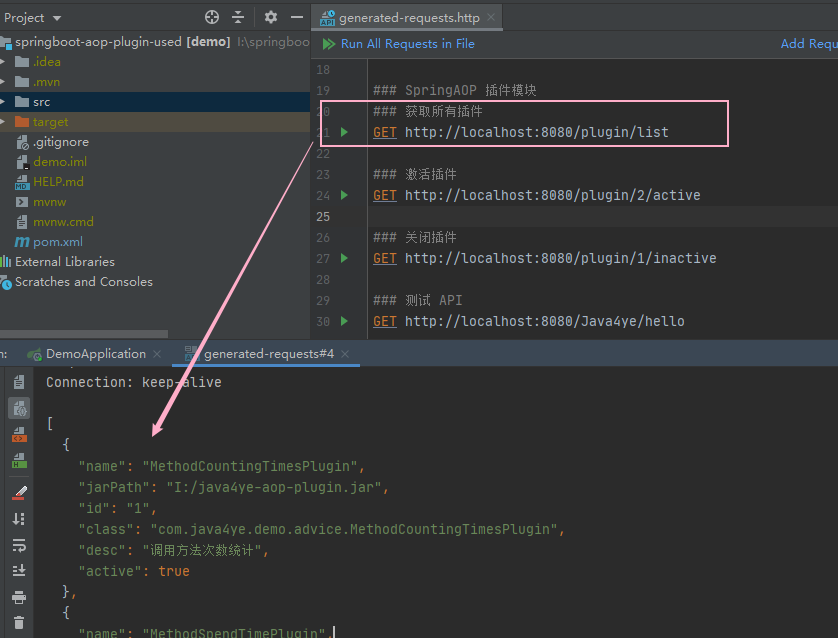 Project
springboot-aop-plugin-used [demo] I:\springboo
.idea
.mvn
src
target
.gitignore
demo.iml
HELP.md
mvnw
mvnw.cmd
pom.xml
External Libraries
Scratches and Consoles
generated-requests.http
Run All Requests in File
Add Requ
18
19 ### SpringAOP 插件模块
20 ### 获取所有插件
21 GET http://localhost:8080/plugin/list
22
23 ### 激活插件
24 GET http://localhost:8080/plugin/2/active
25
26 ### 关闭插件
27 GET http://localhost:8080/plugin/1/inactive
28
29 ### 测试 API
30 GET http://localhost:8080/Java4ye/hello
n: DemoApplication generated-requests#4
Connection: keep-alive
[
{
"name": "MethodCountingTimesPlugin",
"jarPath": "I:/java4ye-aop-plugin.jar",
"id": "1",
"class": "com.java4ye.demo.advice.MethodCountingTimesPlugin",
"desc": "调用方法次数统计",
"active": true
},
{
"name": "MethodSpendTimePlugin",